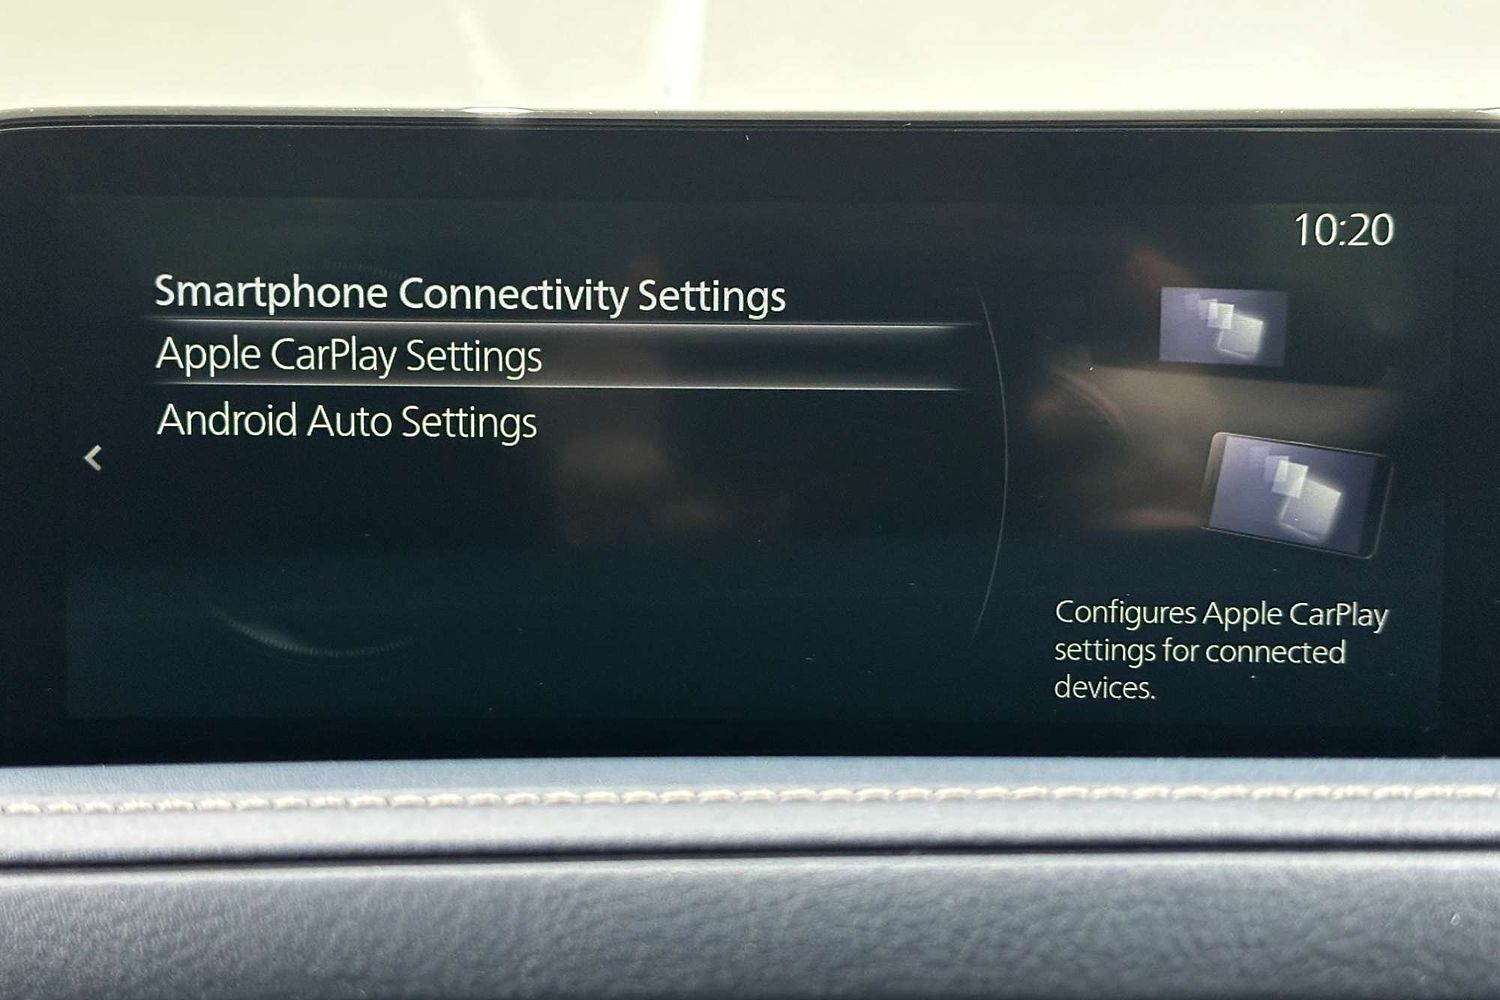 10:20
Smartphone Connectivity Settings
Apple CarPlay Settings
Android Auto Settings
Configures Apple CarPlay
settings for connected
devices.